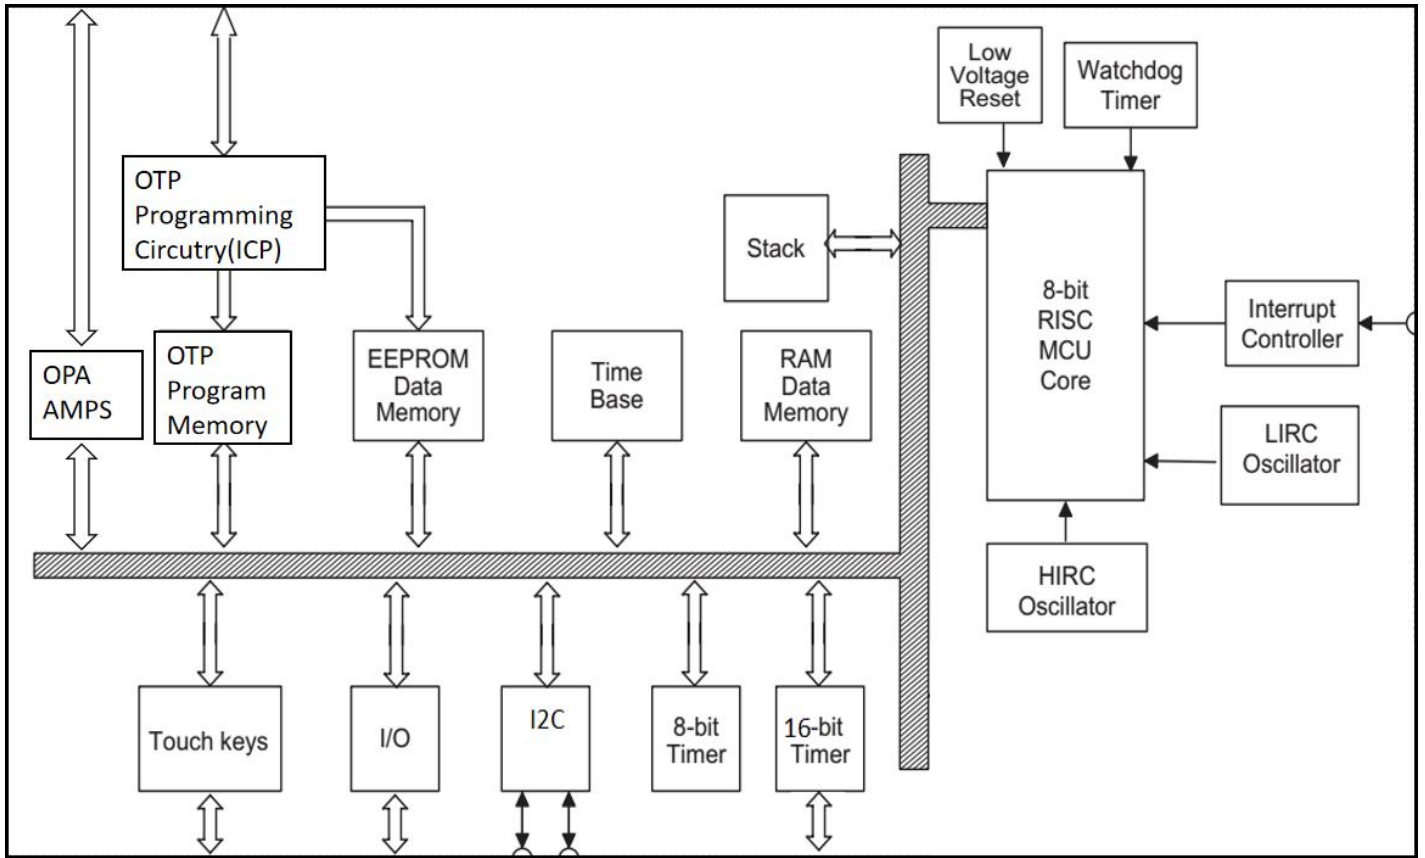 Low
Voltage
Reset
Watchdog
Timer
OTP
Programming
Circutry(ICP)
Stack
8-bit
RISC
MCU
Core
Interrupt
Controller
OPA
AMPS
OTP
Program
Memory
EEPROM
Data
Memory
Time
Base
RAM
Data
Memory
LIRC
Oscillator
HIRC
Oscillator
Touch keys
I/O
I2C
8-bit
Timer
16-bit
Timer